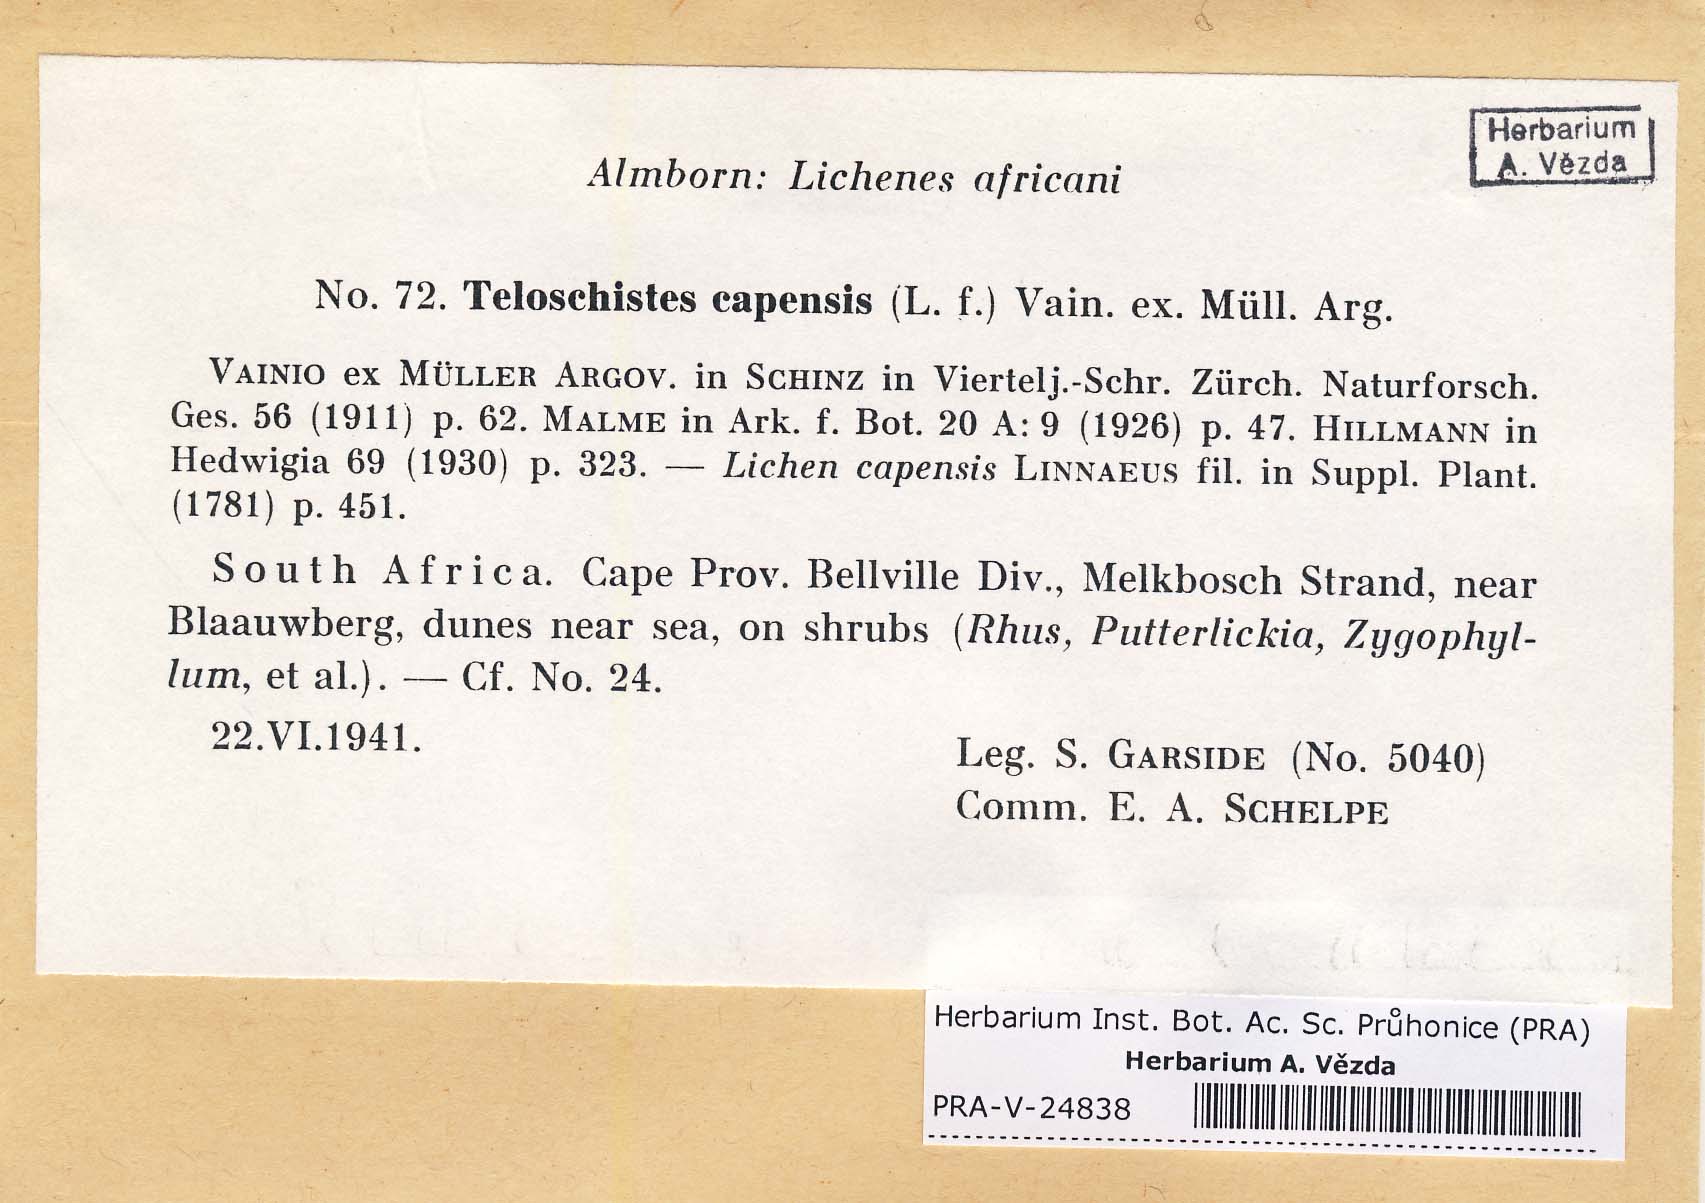 Herbarium
A. Vězda
Almborn: Lichenes africani
No. 72. Teloschistes capensis (L. f.) Vain. ex. Müll. Arg.
VAINIO ex MÜLLER ARGOV. in SCHINZ in Viertelj.-Schr. Zürch. Naturforsch.
Ges. 56 (1911) p. 62. MALME in Ark. f. Bot. 20 A: 9 (1926) p. 47. HILLMANN in
Hedwigia 69 (1930) p. 323. — Lichen capensis LINNAEUS fil. in Suppl. Plant.
(1781) p. 451.
South Africa. Cape Prov. Bellville Div., Melkbosch Strand, near
Blaauwberg, dunes near sea, on shrubs (Rhus, Putterlickia, Zygophyl-
lum, et al.). — Cf. No. 24.
22.VI.1941.
Leg. S. GARSIDE (No. 5040)
Comm. E. A. SCHELPE
Herbarium Inst. Bot. Ac. Sc. Průhonice (PRA)
Herbarium A. Vězda
PRA-V-24838